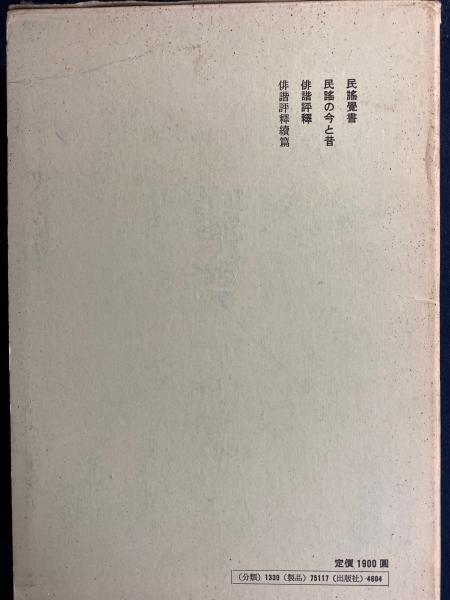 民謠覺書
民謠の今と昔
俳諧評釋
俳諧評釋續篇
定價1900圓
(分類) 1339 (製品) 75117 (出版社) 4604